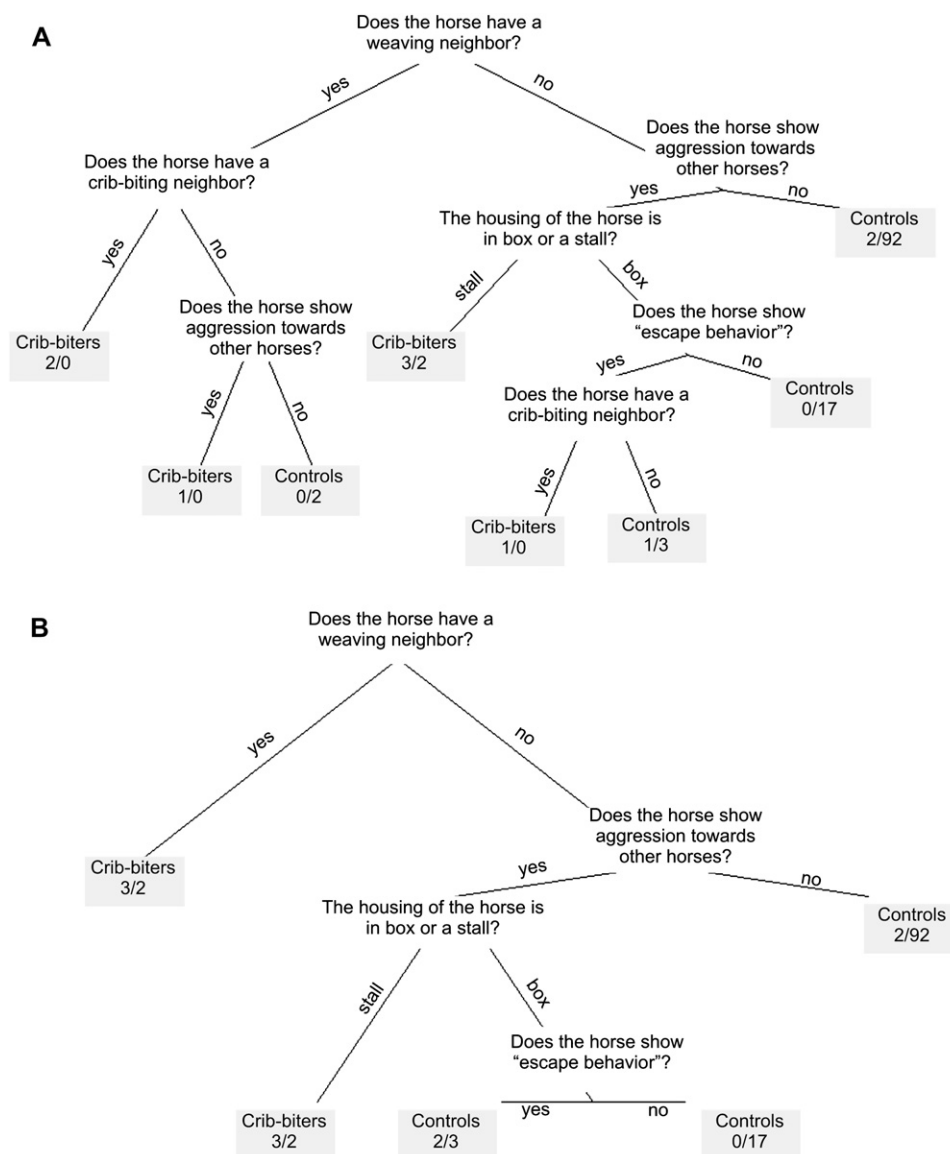 A
Does the horse have a
weaving neighbor?
yes
no
Does the horse have a
crib-biting neighbor?
Does the horse show
aggression towards
other horses?
yes
no
yes
no
The housing of the horse is
in box or a stall?
Controls
2/92
Crib-biters
2/0
Does the horse show
aggression towards
other horses?
stall
box
yes
no
Crib-biters
3/2
Does the horse show
“escape behavior”?
yes
no
Crib-biters
1/0
Controls
0/2
Does the horse have a
crib-biting neighbor?
Controls
0/17
yes
no
Crib-biters
1/0
Controls
1/3
B
Does the horse have a
weaving neighbor?
yes
no
Crib-biters
3/2
Does the horse show
aggression towards
other horses?
yes
no
The housing of the horse is
in box or a stall?
Controls
2/92
stall
box
Does the horse show
“escape behavior”?
yes
no
Crib-biters
3/2
Controls
2/3
Controls
0/17